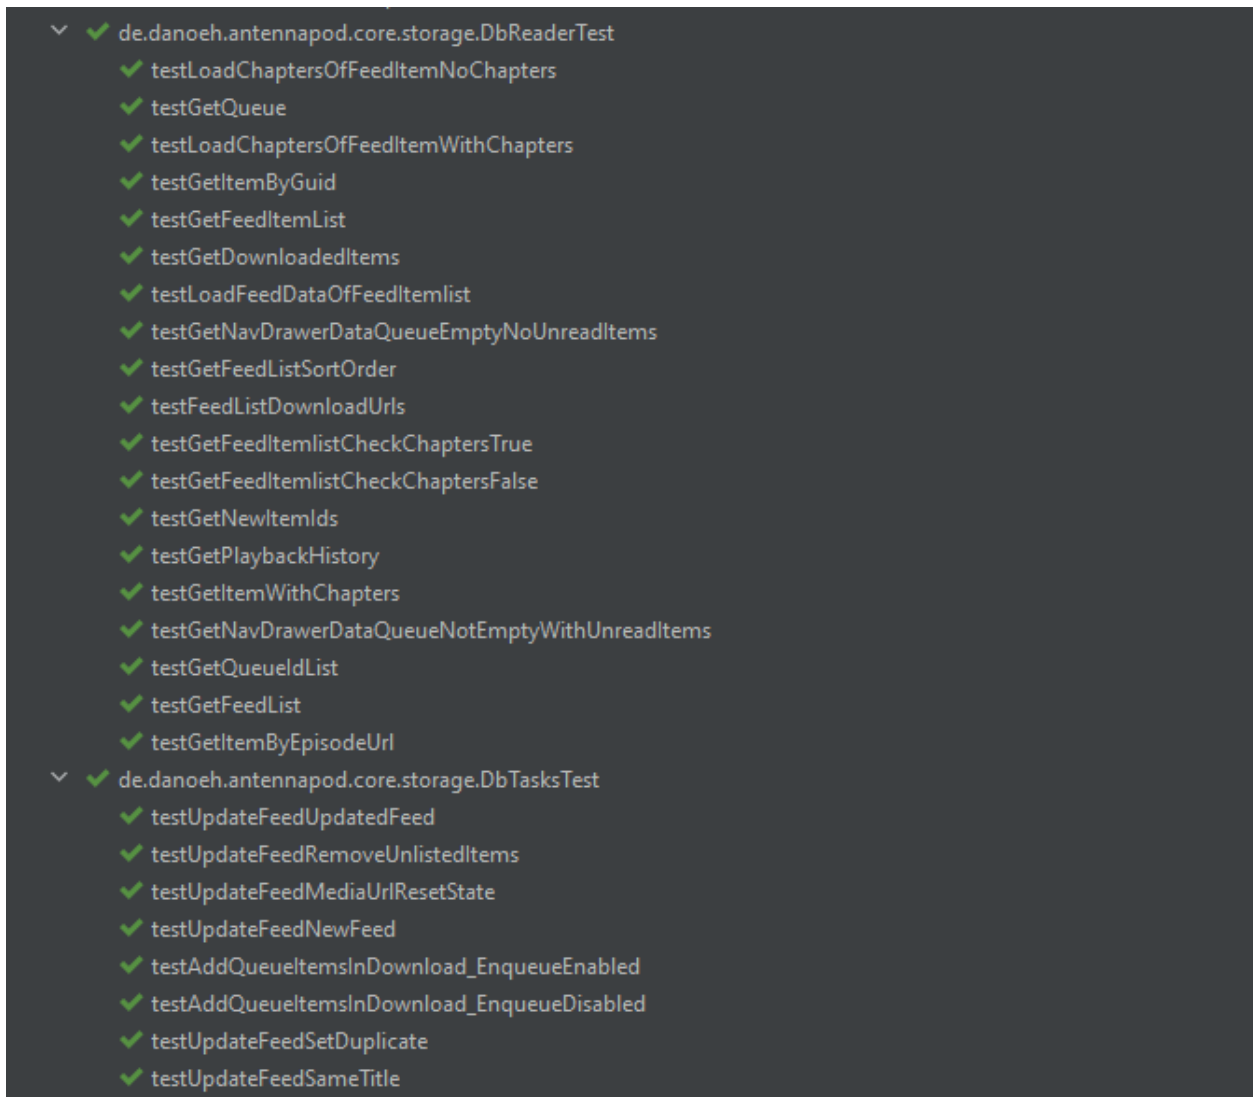 de.danoeh.antennapod.core.storage.DbReaderTest
testLoadChaptersOfFeedItemNoChapters
testGetQueue
testLoadChaptersOfFeedItemWithChapters
testGetItemByGuid
testGetFeedItemList
testGetDownloadedItems
testLoadFeedDataOfFeedItemlist
testGetNavDrawerDataQueueEmptyNoUnreadItems
testGetFeedListSortOrder
testFeedListDownloadUrls
testGetFeedItemlistCheckChaptersTrue
testGetFeedItemlistCheckChaptersFalse
testGetNewItemIds
testGetPlaybackHistory
testGetItemWithChapters
testGetNavDrawerDataQueueNotEmptyWithUnreadItems
testGetQueueIdList
testGetFeedList
testGetItemByEpisodeUrl
de.danoeh.antennapod.core.storage.DbTasksTest
testUpdateFeedUpdatedFeed
testUpdateFeedRemoveUnlistedItems
testUpdateFeedMediaUrlResetState
testUpdateFeedNewFeed
testAddQueueItemsInDownload_EnqueueEnabled
testAddQueueItemsInDownload_EnqueueDisabled
testUpdateFeedSetDuplicate
testUpdateFeedSameTitle